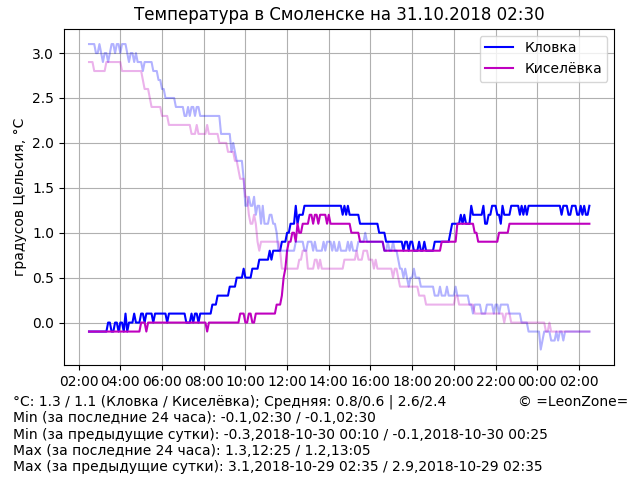 Температура в Смоленске на 31.10.2018 02:30
Кловка
Киселёвка
градусов Цельсия, °C
3.0
2.5
2.0
1.5
1.0
0.5
0.0
02:00 04:00 06:00 08:00 10:00 12:00 14:00 16:00 18:00 20:00 22:00 00:00 02:00
°C: 1.3 / 1.1 (Кловка / Киселёвка); Средняя: 0.8/0.6 | 2.6/2.4 © =LeonZone=
Min (за последние 24 часа): -0.1,02:30 / -0.1,02:30
Min (за предыдущие сутки): -0.3,2018-10-30 00:10 / -0.1,2018-10-30 00:25
Max (за последние 24 часа): 1.3,12:25 / 1.2,13:05
Max (за предыдущие сутки): 3.1,2018-10-29 02:35 / 2.9,2018-10-29 02:35